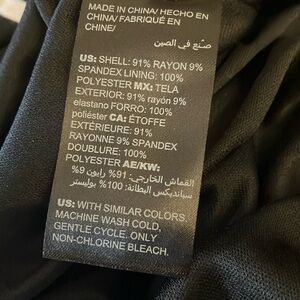 MADE IN CHINA/ HECHO EN
CHINA/ FABRIQUÉ EN
CHINE/
صنع في الصين
US: SHELL: 91% RAYON 9%
SPANDEX LINING: 100%
POLYESTER MX: TELA
EXTERIOR: 91% rayón 9%
elastano FORRO: 100%
poliéster CA: ÉTOFFE
EXTÉRIEURE: 91%
RAYONNE 9% SPANDEX
DOUBLURE: 100%
POLYESTER AE/KW:
القماش الخارجي: 91% رايون 9%
سبانديكس البطانة: 100% بوليستر
US: WITH SIMILAR COLORS.
MACHINE WASH COLD,
GENTLE CYCLE. ONLY
NON-CHLORINE BLEACH.